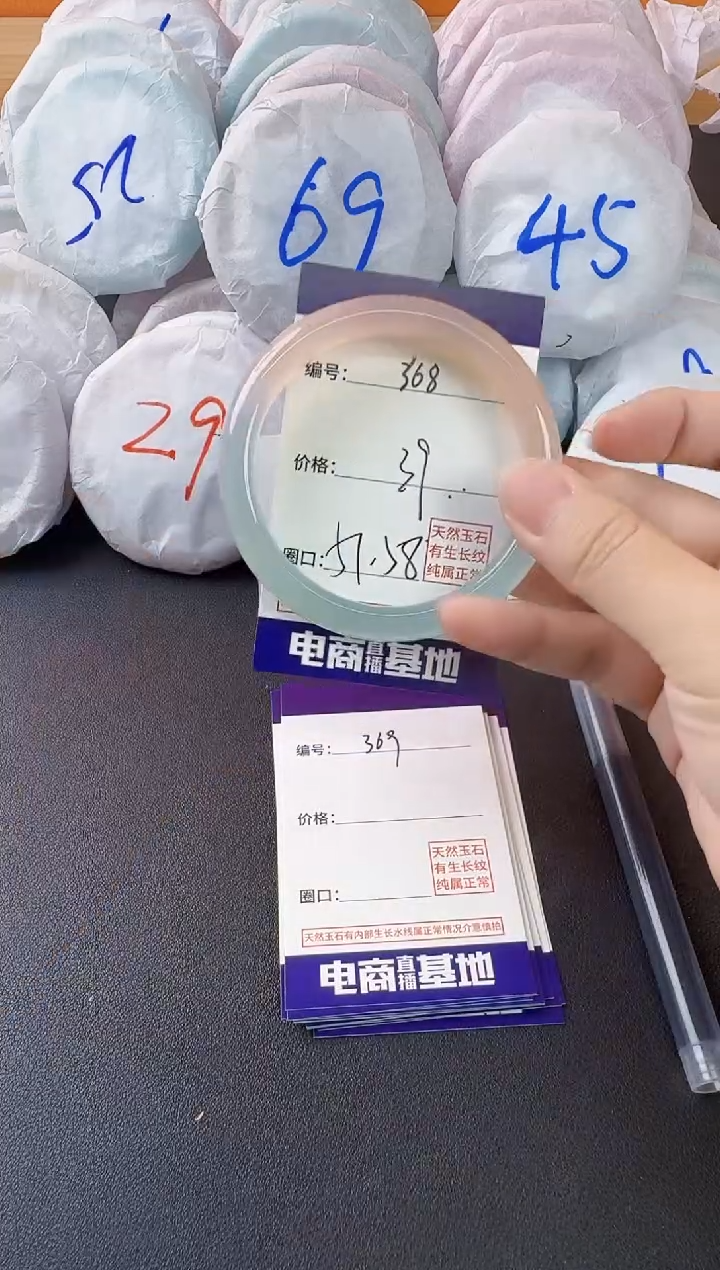 52
69
45
29
编号: 368
价格: 39
圈口: 57.58
天然玉石
有生长纹
纯属正常
电商直播基地
编号: 369
价格:
圈口:
天然玉石
有生长纹
纯属正常
天然玉石有内部生长水线属正常情况介意慎拍
电商直播基地